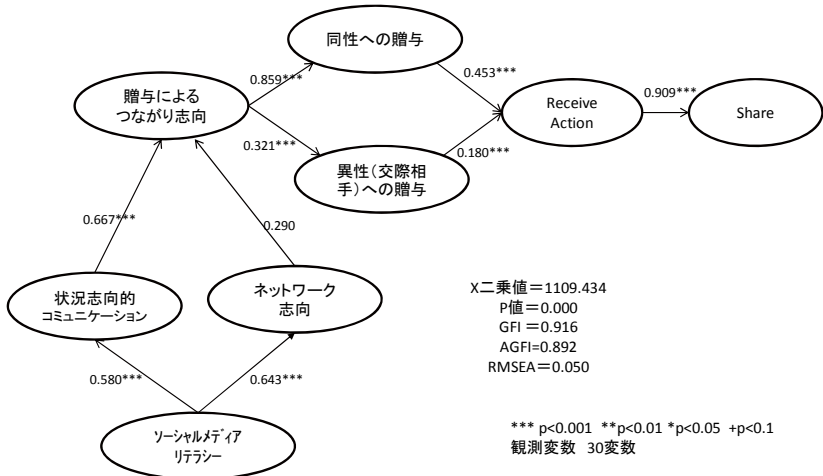 同性への贈与
0.859***
0.453***
贈与による
つながり志向
Receive
Action
0.909***
Share
0.321***
0.180***
異性(交際相
手)への贈与
0.667***
0.290
状況志向的
コミュニケーション
ネットワーク
志向
X二乗値=1109.434
P値=0.000
GFI=0.916
AGFI=0.892
RMSEA=0.050
0.580***
0.643***
ソーシャルメディア
リテラシー
*** p<0.001 **p<0.01 *p<0.05 +p<0.1
観測変数 30変数